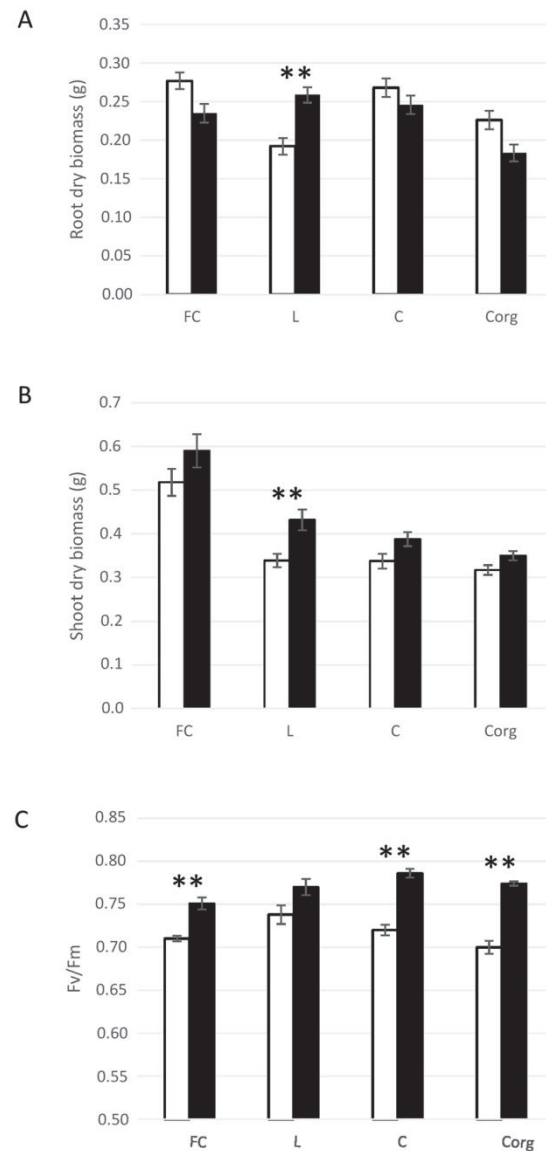 A
Root dry biomass (g)
0.35
0.30
0.25
0.20
0.15
0.10
0.05
0.00
**
FC L C Corg
B
Shoot dry biomass (g)
0.7
0.6
0.5
0.4
0.3
0.2
0.1
0.0
**
FC L C Corg
C
Fv/Fm
0.85
0.80
0.75
0.70
0.65
0.60
0.55
0.50
** ** **
FC L C Corg